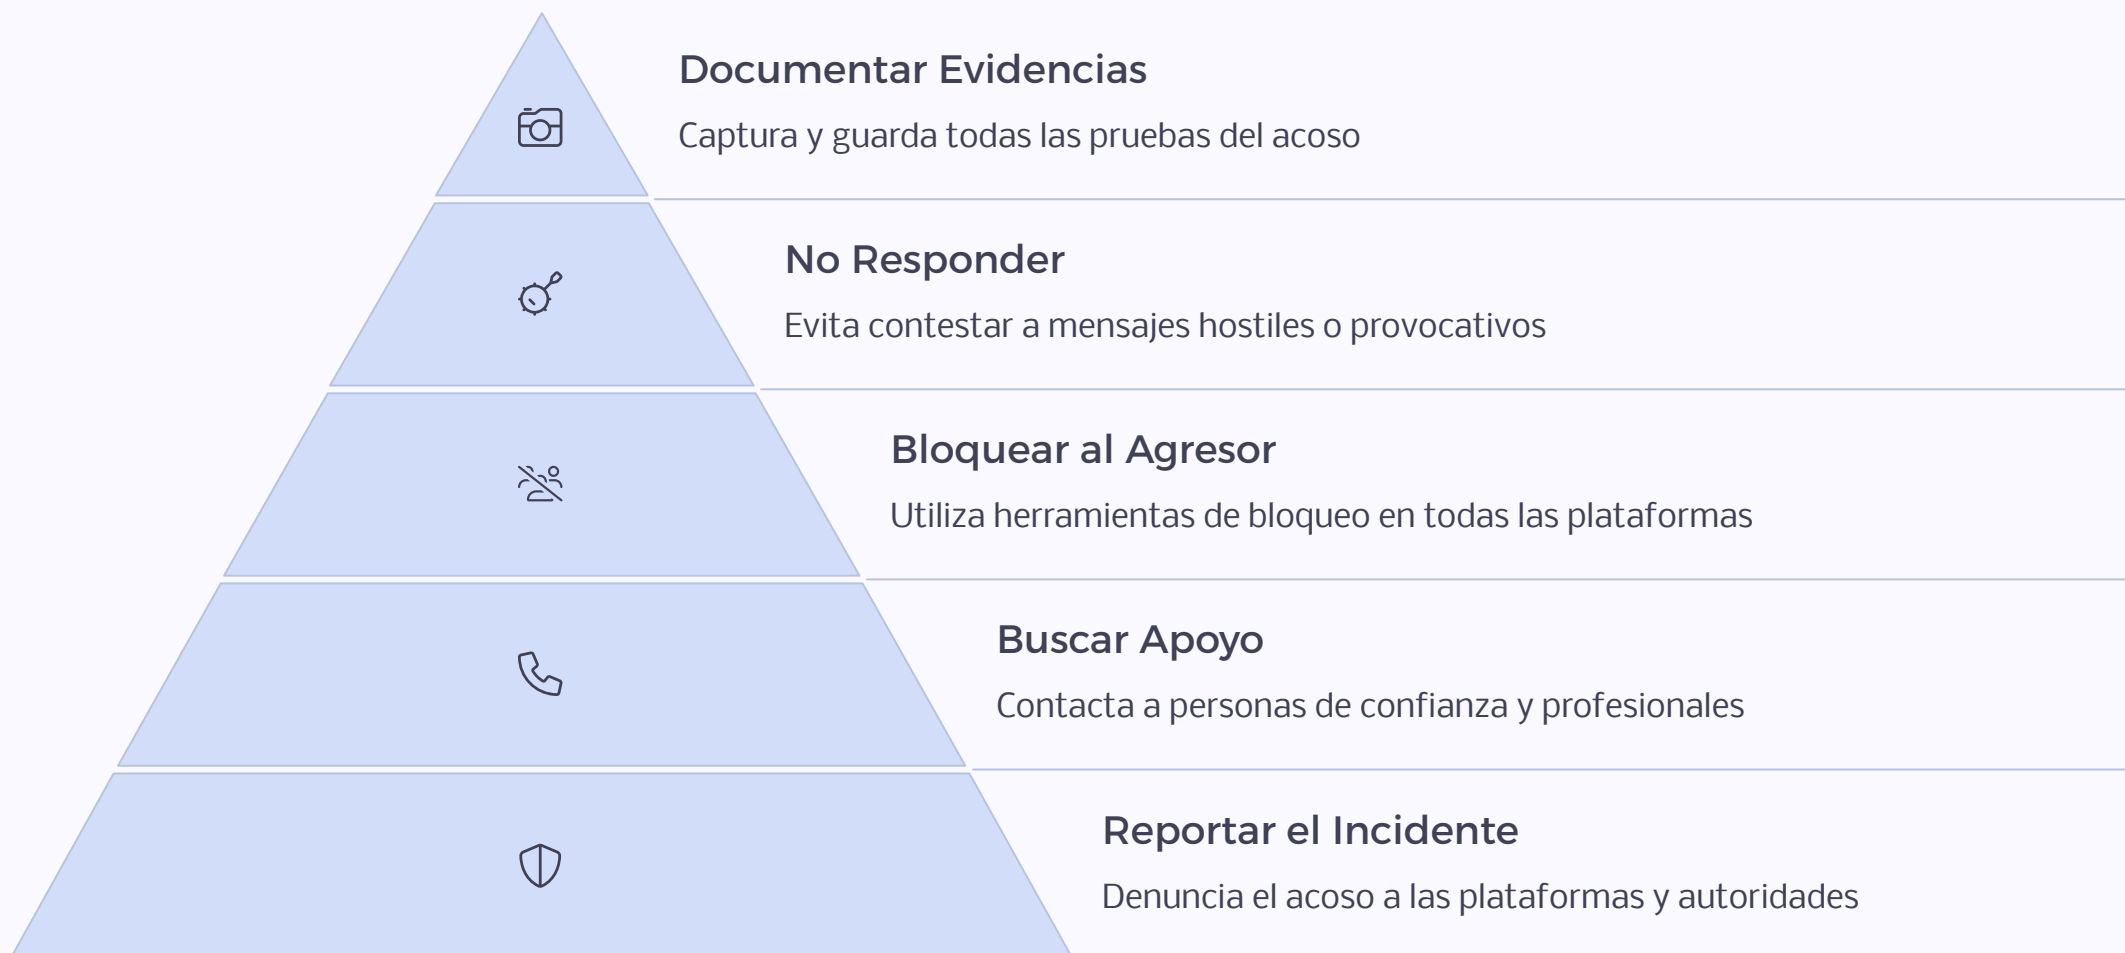 Documentar Evidencias
Captura y guarda todas las pruebas del acoso
No Responder
Evita contestar a mensajes hostiles o provocativos
Bloquear al Agresor
Utiliza herramientas de bloqueo en todas las plataformas
Buscar Apoyo
Contacta a personas de confianza y profesionales
Reportar el Incidente
Denuncia el acoso a las plataformas y autoridades